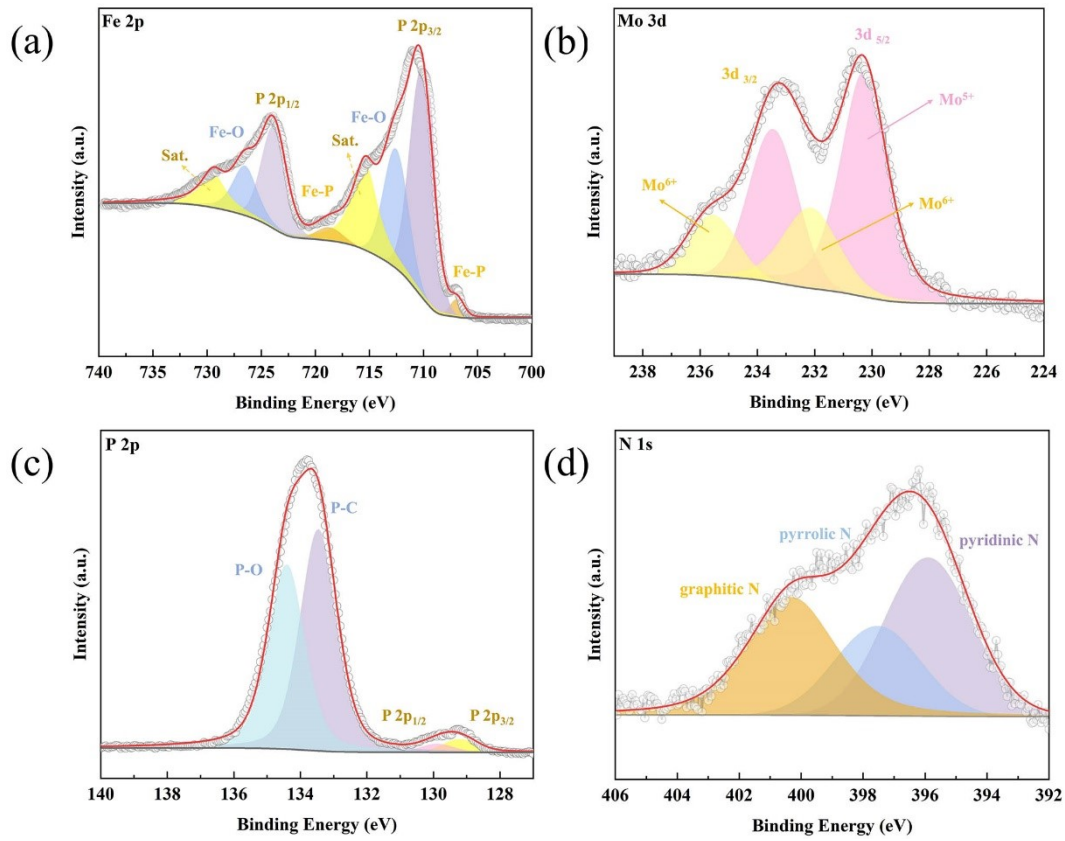 (a)
Fe 2p
P 2p3/2
P 2p1/2
Fe-O
Fe-O
Sat.
Sat.
Fe-P
Fe-P
Intensity (a.u.)
740 735 730 725 720 715 710 705 700
Binding Energy (eV)
(b)
Mo 3d
3d 5/2
3d 3/2
Mo5+
Mo6+
Mo6+
Intensity (a.u.)
238 236 234 232 230 228 226 224
Binding Energy (eV)
(c)
P 2p
P-C
P-O
P 2p1/2
P 2p3/2
Intensity (a.u.)
140 136 134 132 130 128
Binding Energy (eV)
(d)
N 1s
pyrrolic N
pyridinic N
graphitic N
Intensity (a.u.)
406 404 402 400 398 396 394 392
Binding Energy (eV)